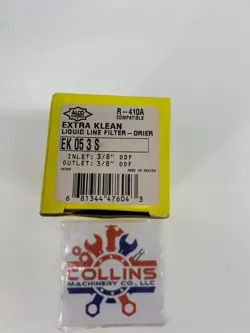 ALCO
R-410A
COMPATIBLE
EXTRA KLEAN
LIQUID LINE FILTER-DRIER
EK 05 3 S
INLET: 3/8" ODF
OUTLET: 3/8" ODF
MADE IN MEXICO
6 81344 47604 3
COLLINS
MACHINERY CO., LLC